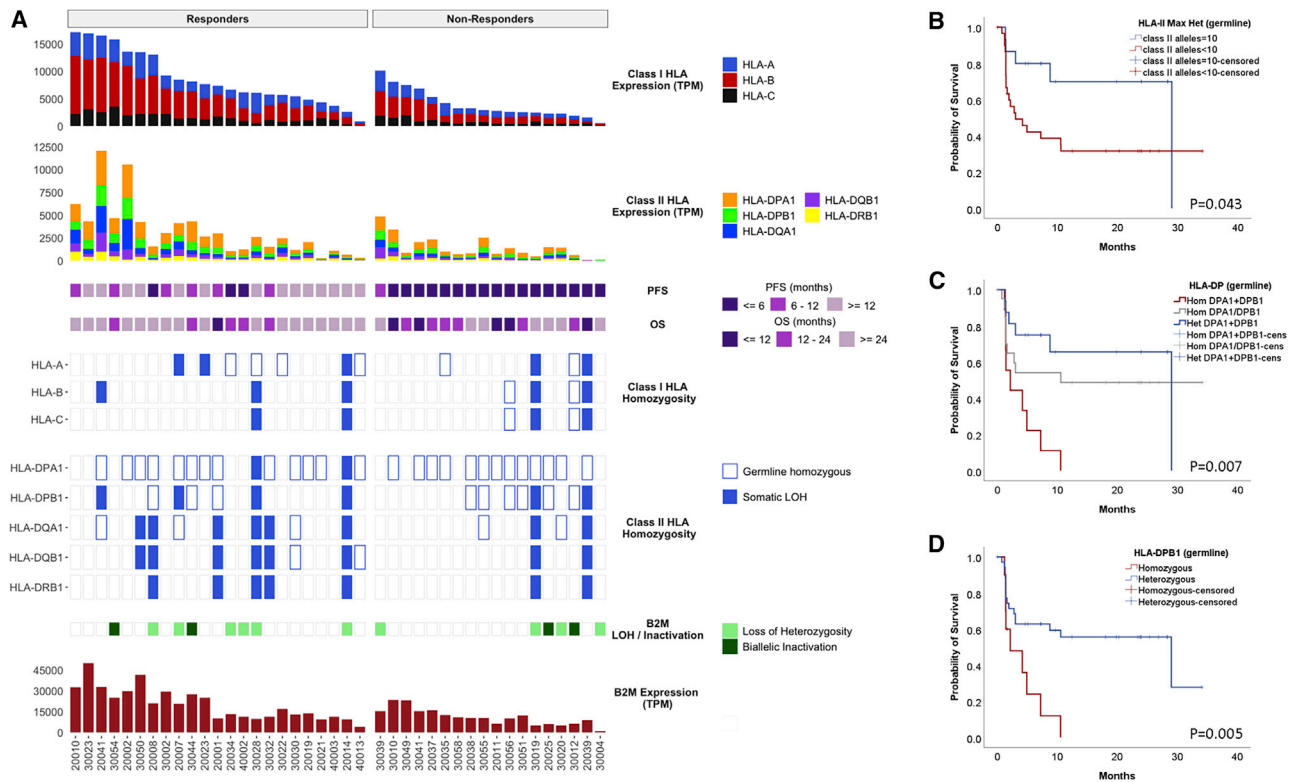 A
Responders
Non-Responders
15000
10000
5000
0
Class I HLA
Expression (TPM)
HLA-A
HLA-B
HLA-C
12500
10000
7500
5000
2500
0
Class II HLA
Expression (TPM)
HLA-DPA1
HLA-DQB1
HLA-DPB1
HLA-DRB1
HLA-DQA1
PFS
PFS (months)
<= 6
6 - 12
>= 12
OS
OS (months)
<= 12
12 - 24
>= 24
HLA-A
HLA-B
HLA-C
Class I HLA
Homozygosity
HLA-DPA1
HLA-DPB1
HLA-DQA1
HLA-DQB1
HLA-DRB1
Class II HLA
Homozygosity
Germline homozygous
Somatic LOH
B2M
LOH / Inactivation
Loss of Heterozygosity
Biallelic Inactivation
45000
30000
15000
0
B2M Expression
(TPM)
20010 30023 20041 30054 20002 30050 20008 30002 20007 30044 20023 20001 20034 40002 30028 30032 30022 30030 20019 20021 40003 20014 40013
30039 30010 30049 30041 20037 20035 30058 20038 30055 20011 30056 30051 30019 20025 30020 30012 20039 30004
B
HLA-II Max Het (germline)
class II alleles=10
class II alleles<10
class II alleles=10-censored
class II alleles<10-censored
Probability of Survival
1.0
0.8
0.6
0.4
0.2
0.0
0 10 20 30 40
Months
P=0.043
C
HLA-DP (germline)
Hom DPA1+DPB1
Hom DPA1/DPB1
Het DPA1+DPB1
Hom DPA1+DPB1-cens
Hom DPA1/DPB1-cens
Het DPA1+DPB1-cens
Probability of Survival
1.0
0.8
0.6
0.4
0.2
0.0
0 10 20 30 40
Months
P=0.007
D
HLA-DPB1 (germline)
Homozygous
Heterozygous
Homozygous-censored
Heterozygous-censored
Probability of Survival
1.0
0.8
0.6
0.4
0.2
0.0
0 10 20 30 40
Months
P=0.005